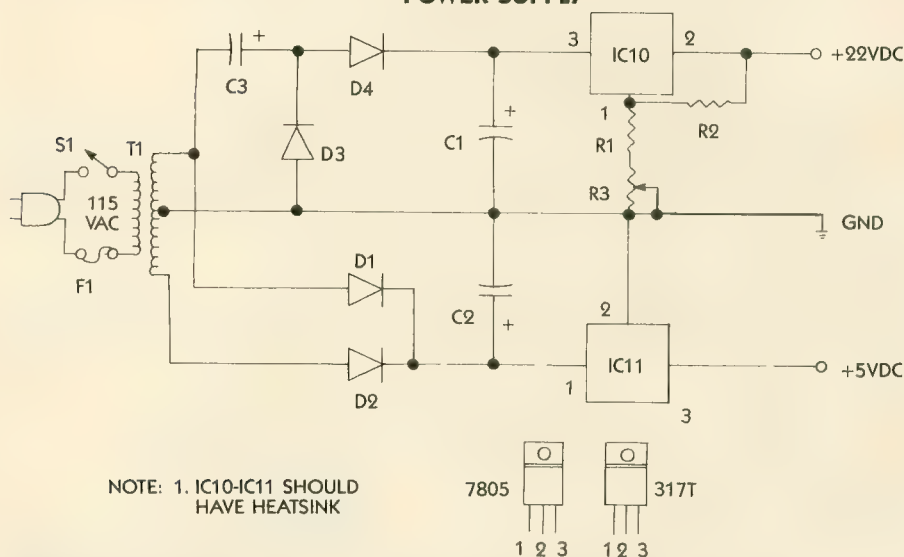 POWER SUPPLY
C3 +
D4
3
IC10
2
+22VDC
+
1
R2
C1
R1
D3
S1
T1
R3
115
VAC
GND
F1
D1
C2
+
2
IC11
1
3
+5VDC
D2
NOTE: 1. IC10-IC11 SHOULD
HAVE HEATSINK
7805
317T
1 2 3
1 2 3